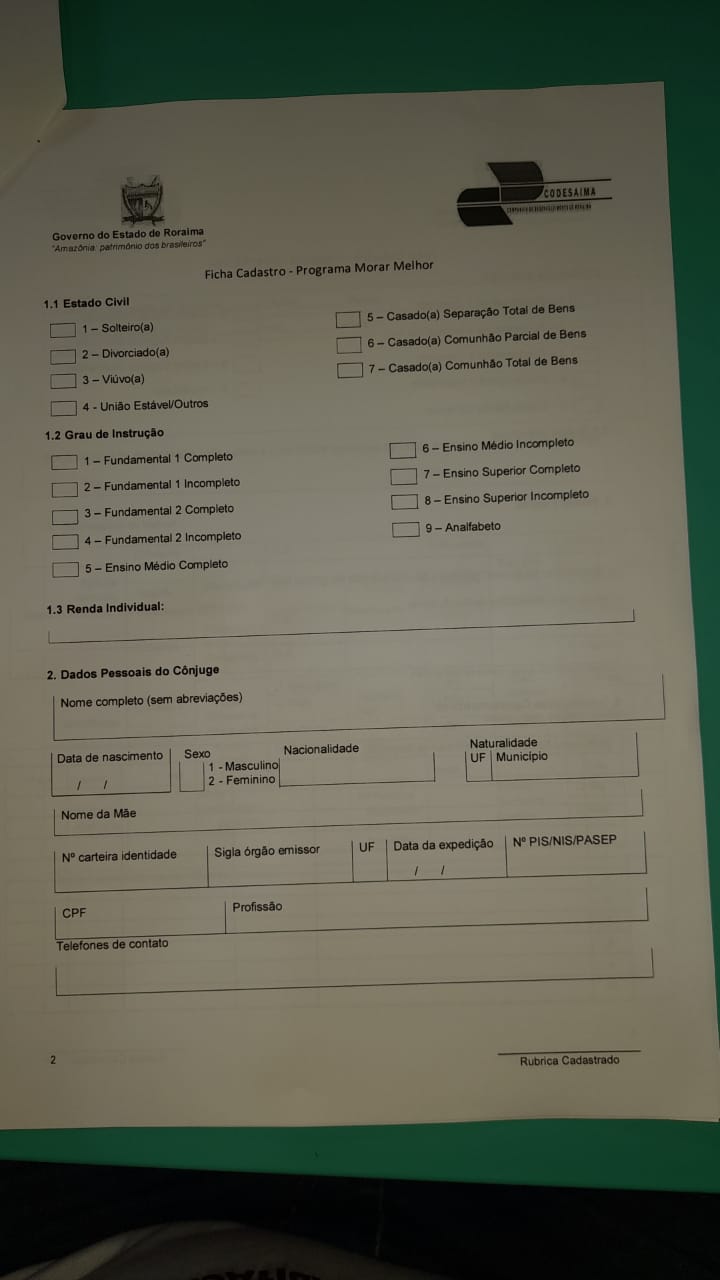 Governo do Estado de Roraima
"Amazônia: patrimônio dos brasileiros"
CODESAIMA
Ficha Cadastro - Programa Morar Melhor
1.1 Estado Civil
1 – Solteiro(a)
2 – Divorciado(a)
3 – Viúvo(a)
4 - União Estável/Outros
5 – Casado(a) Separação Total de Bens
6 – Casado(a) Comunhão Parcial de Bens
7 – Casado(a) Comunhão Total de Bens
1.2 Grau de Instrução
1 – Fundamental 1 Completo
2 – Fundamental 1 Incompleto
3 – Fundamental 2 Completo
4 – Fundamental 2 Incompleto
5 – Ensino Médio Completo
6 – Ensino Médio Incompleto
7 – Ensino Superior Completo
8 – Ensino Superior Incompleto
9 – Analfabeto
1.3 Renda Individual:
2. Dados Pessoais do Cônjuge
Nome completo (sem abreviações)
Data de nascimento
/ /
Sexo
1 - Masculino
2 - Feminino
Nacionalidade
Naturalidade
UF Município
Nome da Mãe
Nº carteira identidade
Sigla órgão emissor
UF
Data da expedição
/ /
Nº PIS/NIS/PASEP
CPF
Profissão
Telefones de contato
2
Rubrica Cadastrado